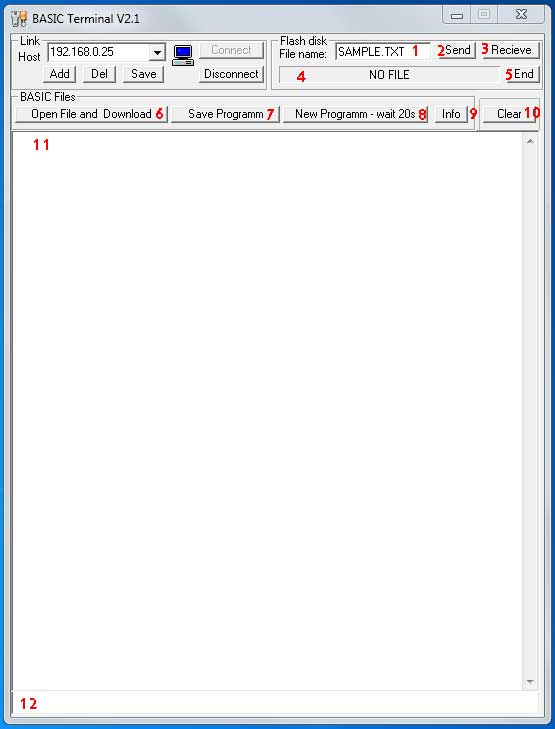 BASIC Terminal V2.1
Link
Host 192.168.0.25 Connect
Add Del Save Disconnect
Flash disk
File name: SAMPLE.TXT 1 2 Send 3 Recieve
4 NO FILE 5 End
BASIC Files
Open File and Download 6 Save Programm 7 New Programm - wait 20s 8 Info 9 Clear 10
11
12